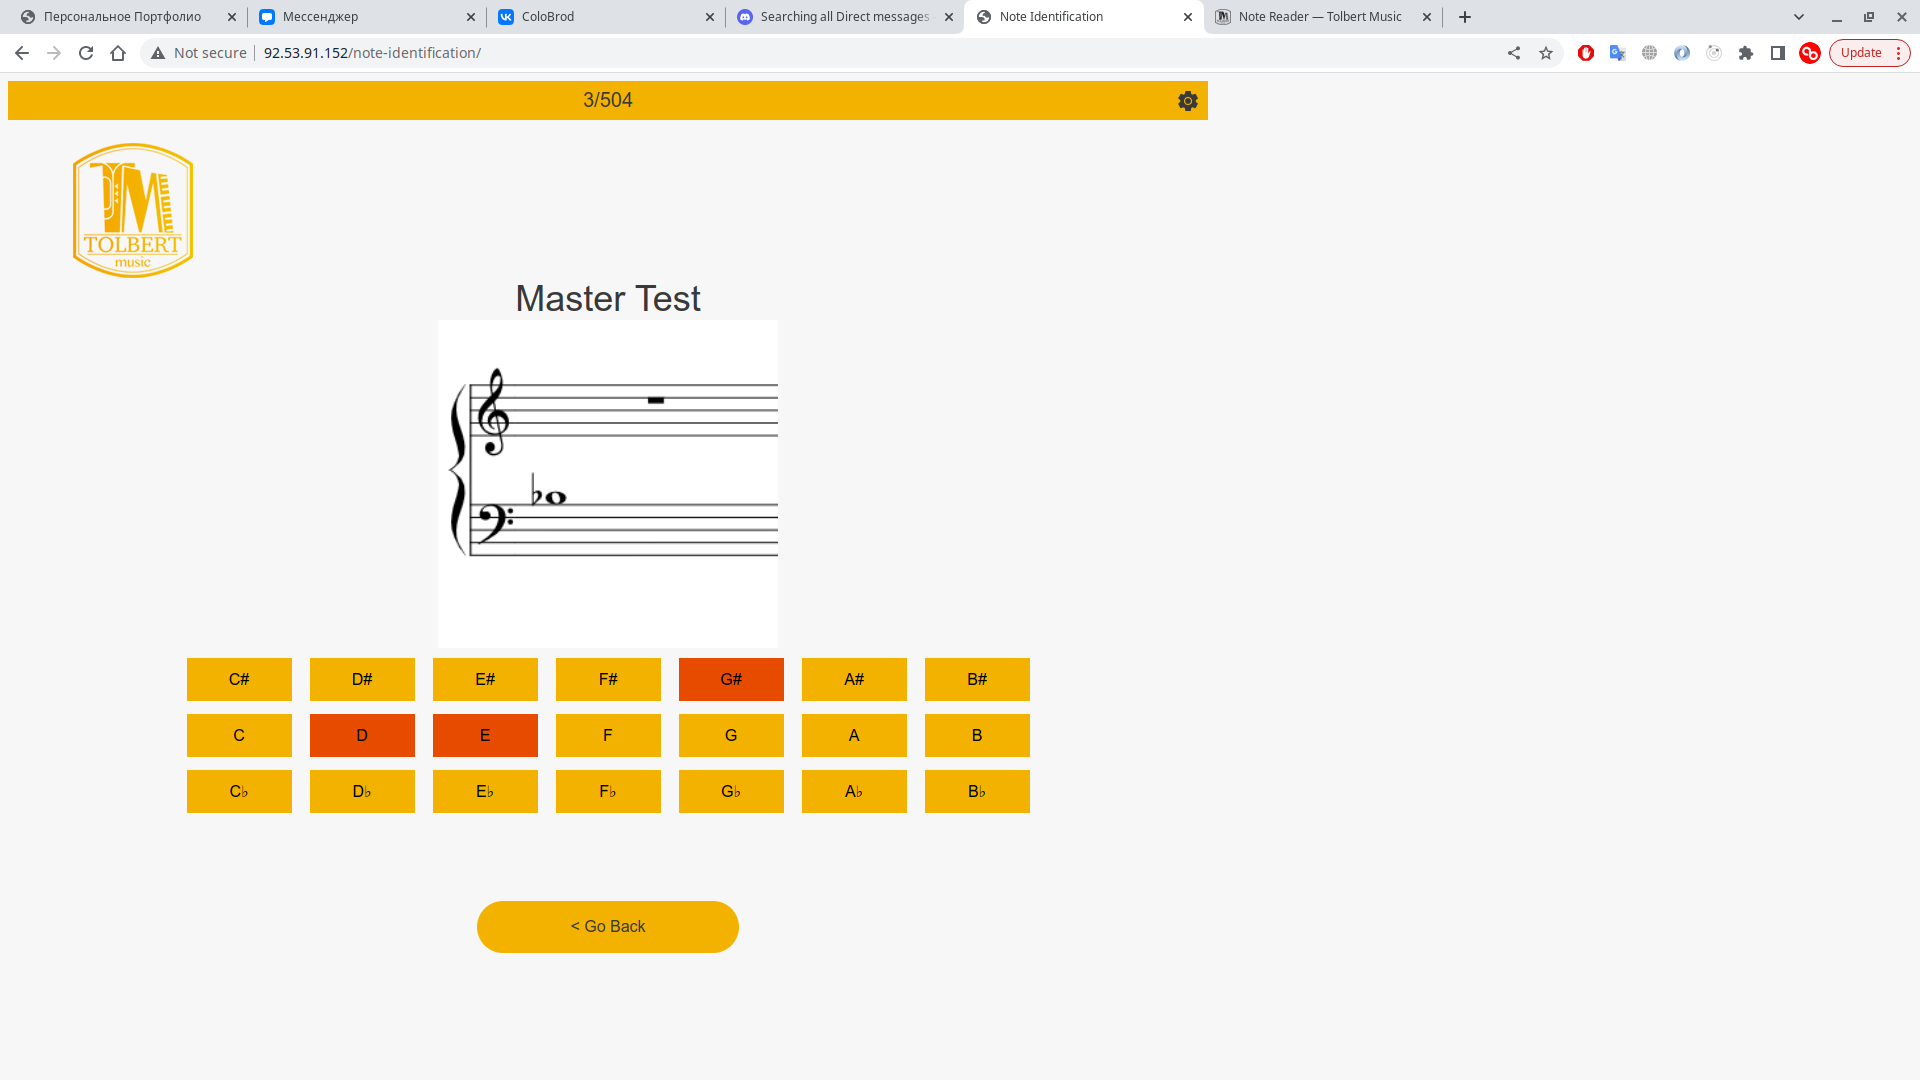 Персональное Портфолио
Мессенджер
ColoBrod
Searching all Direct messages
Note Identification
Note Reader — Tolbert Music
Not secure
92.53.91.152/note-identification/
Update
3/504
TM
TOLBERT
music
Master Test
C# D# E# F# G# A# B#
C D E F G A B
C♭ D♭ E♭ F♭ G♭ A♭ B♭
< Go Back